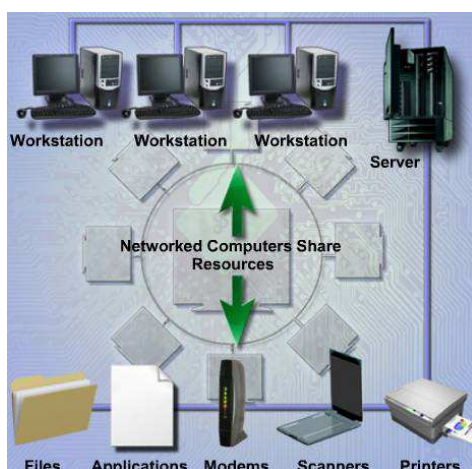 Workstation Workstation Workstation
Server
Networked Computers Share
Resources
Files Applications Modems Scanners Printers